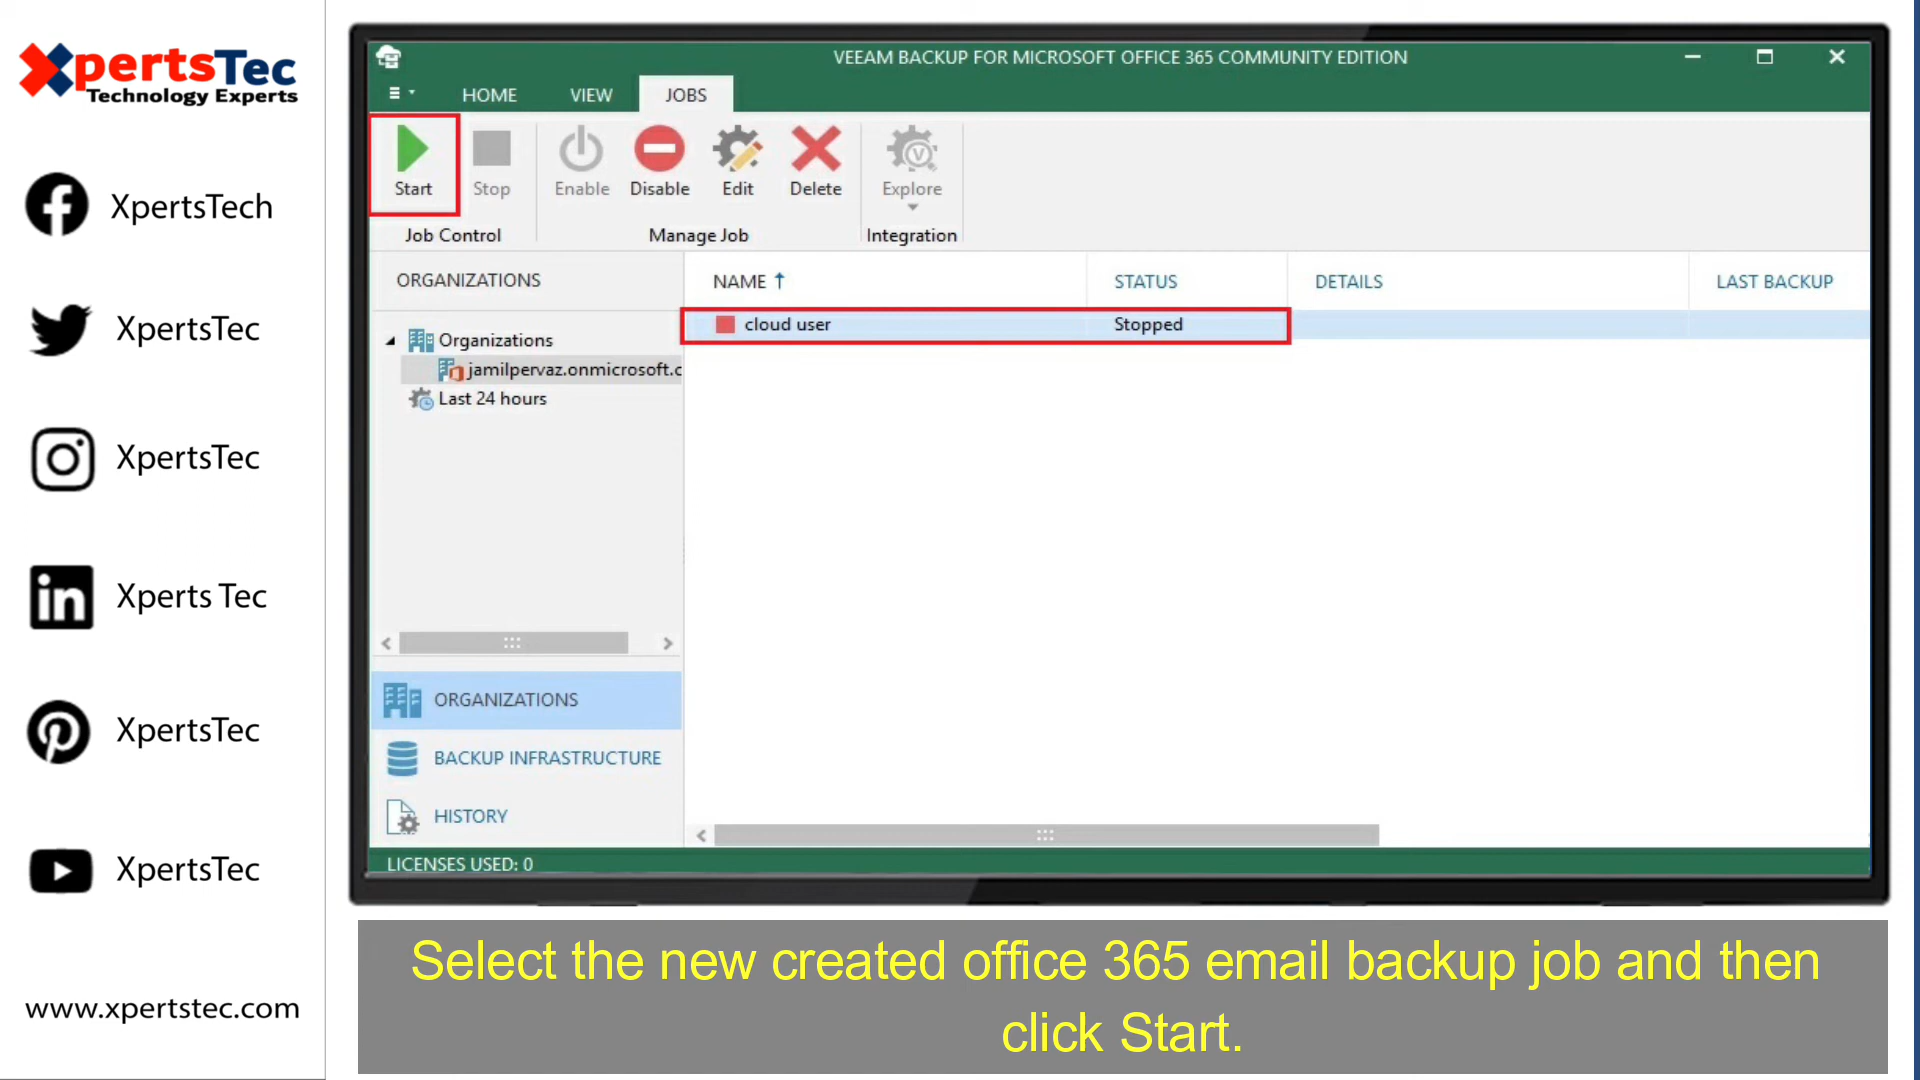 XpertsTec
Technology Experts
XpertsTech
XpertsTec
XpertsTec
Xperts Tec
XpertsTec
XpertsTec
www.xpertstec.com
VEEAM BACKUP FOR MICROSOFT OFFICE 365 COMMUNITY EDITION
HOME VIEW JOBS
Start Stop Enable Disable Edit Delete Explore
Job Control Manage Job Integration
ORGANIZATIONS
Organizations
jamilpervaz.onmicrosoft.c
Last 24 hours
NAME STATUS DETAILS LAST BACKUP
cloud user Stopped
ORGANIZATIONS
BACKUP INFRASTRUCTURE
HISTORY
LICENSES USED: 0
Select the new created office 365 email backup job and then
click Start.